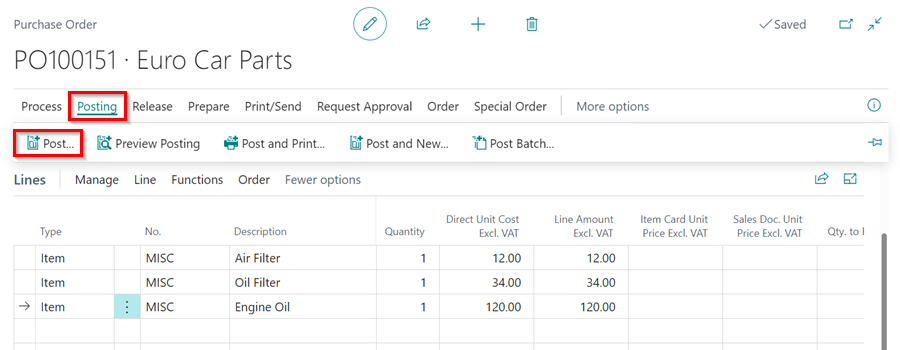 Purchase Order
Saved
PO100151 · Euro Car Parts
Process Posting Release Prepare Print/Send Request Approval Order Special Order More options
Post... Preview Posting Post and Print... Post and New... Post Batch...
Lines Manage Line Functions Order Fewer options
Type No. Description Quantity Direct Unit Cost Excl. VAT Line Amount Excl. VAT Item Card Unit Price Excl. VAT Sales Doc. Unit Price Excl. VAT Qty. to
Item MISC Air Filter 1 12.00 12.00
Item MISC Oil Filter 1 34.00 34.00
Item MISC Engine Oil 1 120.00 120.00